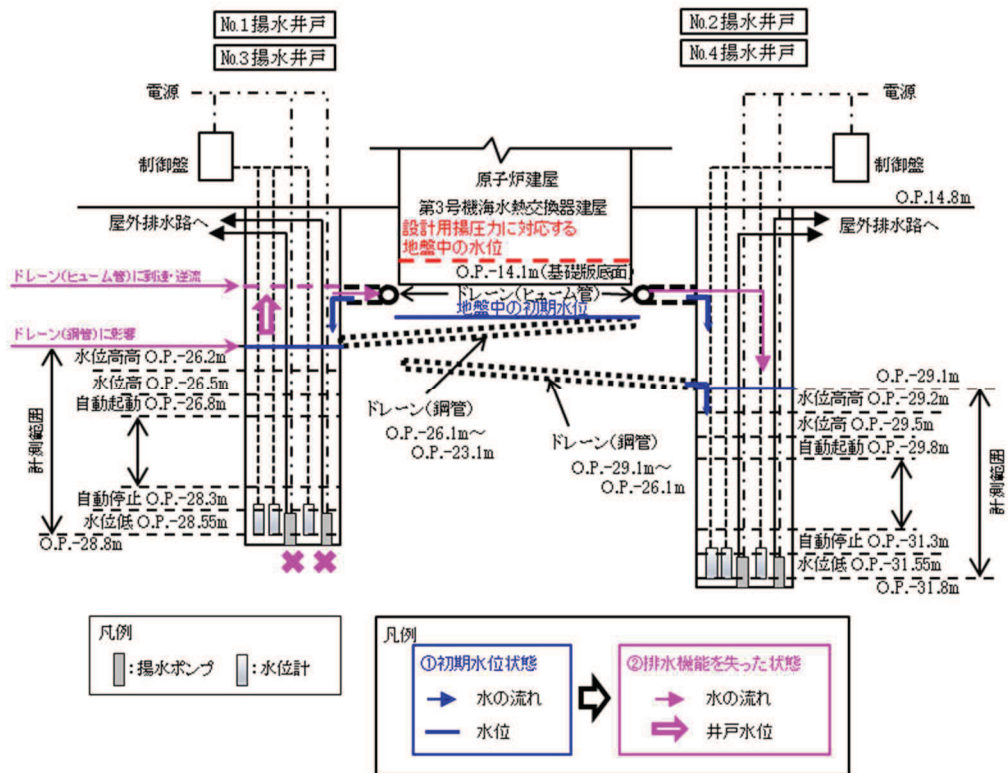 No.1揚水井戸
No.3揚水井戸
No.2揚水井戸
No.4揚水井戸
電源
電源
制御盤
制御盤
原子炉建屋
第3号機海水熱交換器建屋
O.P.14.8m
屋外排水路へ
屋外排水路へ
設計用揚圧力に対応する
地盤中の水位
O.P.-14.1m(基礎版底面)
ドレーン(ヒューム管)に到達・逆流
ドレーン(ヒューム管)
地盤中の初期水位
ドレーン(鋼管)に影響
水位高高 O.P.-26.2m
水位高 O.P.-26.5m
自動起動 O.P.-26.8m
計測範囲
自動停止 O.P.-28.3m
水位低 O.P.-28.55m
O.P.-28.8m
ドレーン(鋼管)
O.P.-26.1m~
O.P.-23.1m
ドレーン(鋼管)
O.P.-29.1m~
O.P.-26.1m
O.P.-29.1m
水位高高 O.P.-29.2m
水位高 O.P.-29.5m
自動起動 O.P.-29.8m
計測範囲
自動停止 O.P.-31.3m
水位低 O.P.-31.55m
O.P.-31.8m
凡例
:揚水ポンプ :水位計
凡例
①初期水位状態
水の流れ
水位
②排水機能を失った状態
水の流れ
井戸水位